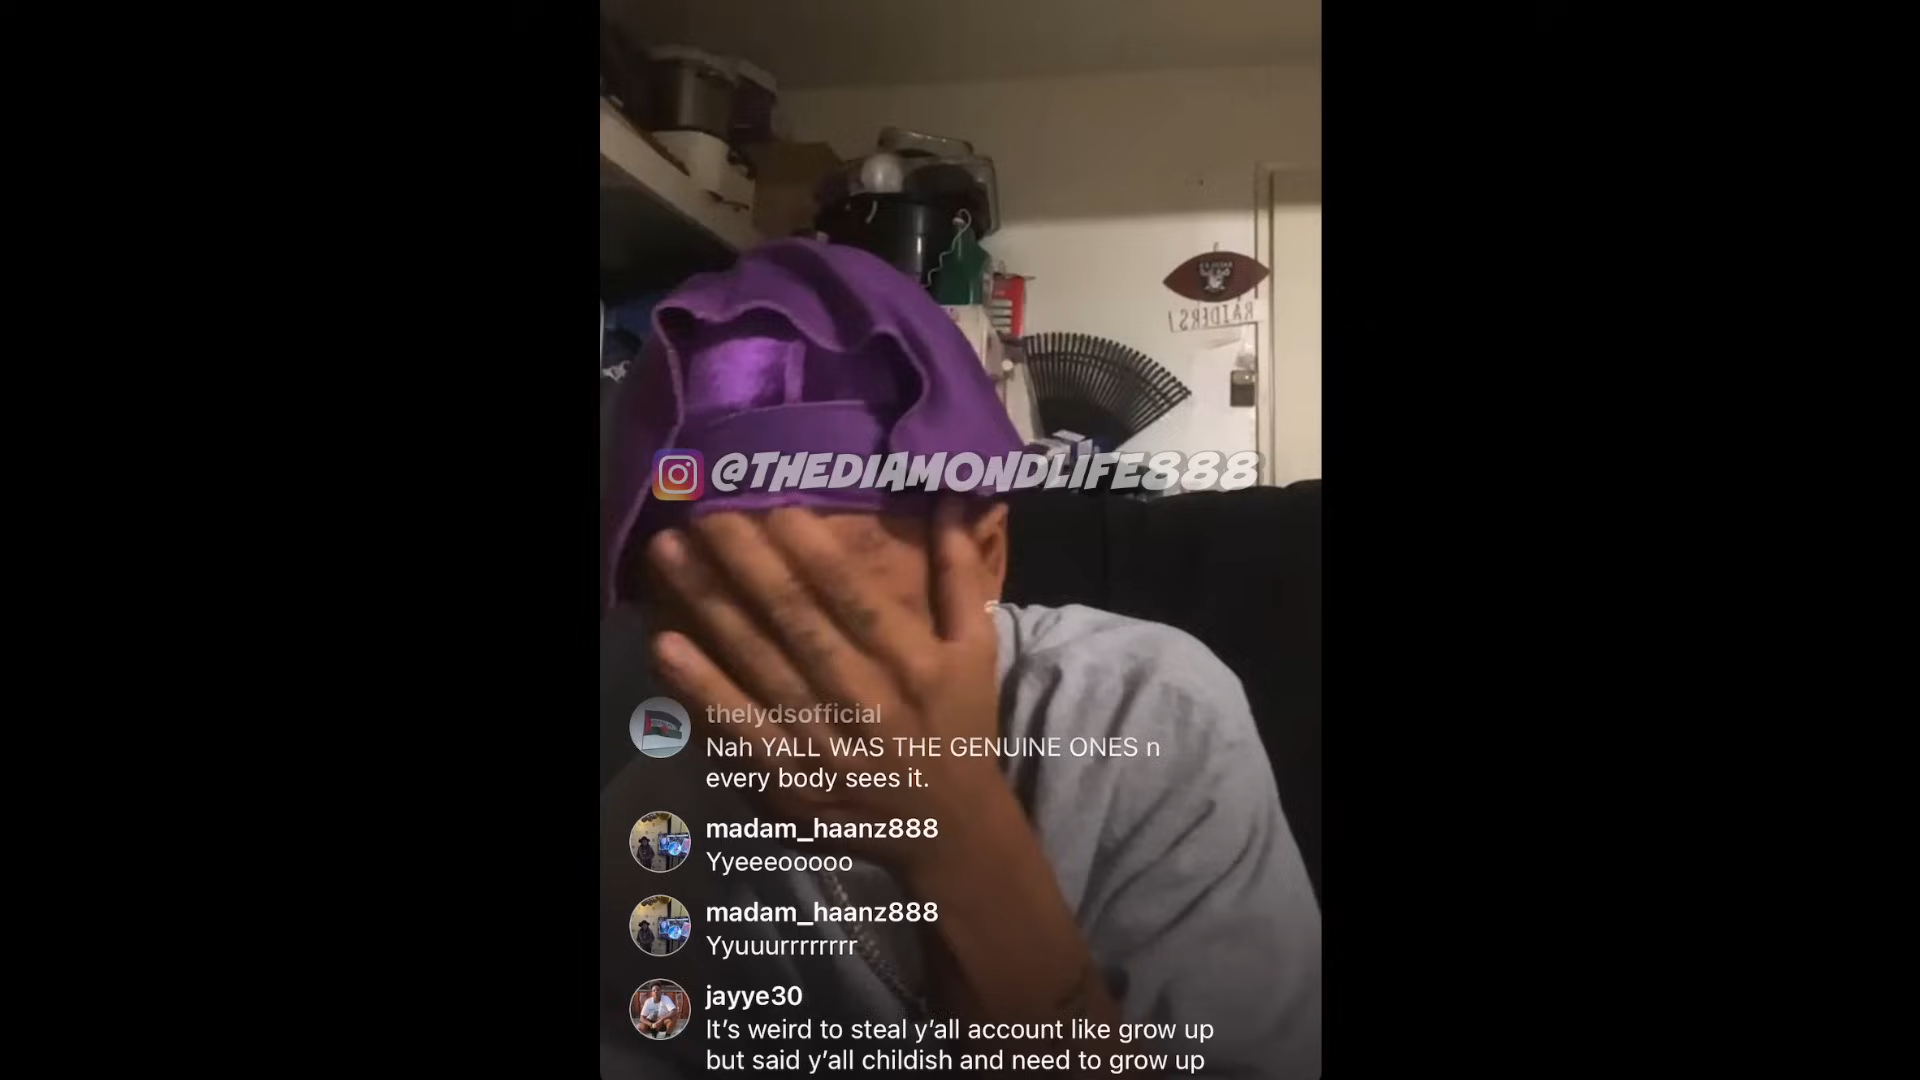 RAIDERS
@THEDIAMONDLIFE888
thelydsofficial
Nah YALL WAS THE GENUINE ONES n
every body sees it.
madam_haanz888
Yyeeeooooo
madam_haanz888
Yyuuurrrrrrrr
jayye30
It’s weird to steal y’all account like grow up
but said y’all childish and need to grow up